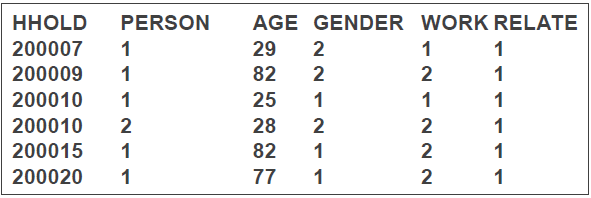 HHOLD PERSON AGE GENDER WORK RELATE
200007 1 29 2 1 1
200009 1 82 2 2 1
200010 1 25 1 1 1
200010 2 28 2 2 1
200015 1 82 1 2 1
200020 1 77 1 2 1